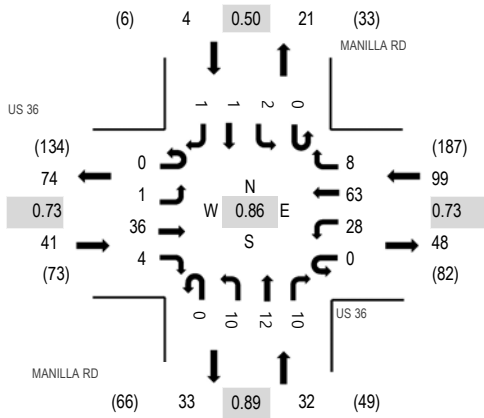 (6) 4 0.50 21 (33)
MANILLA RD
US 36
1 1 2 0
(134) 0 8 (187)
74 99
1 N 63
0.73 W 0.86 E 0.73
36 28
41 S 48
4 0
(73) (82)
0 10 12 10
US 36
MANILLA RD
(66) 33 0.89 32 (49)